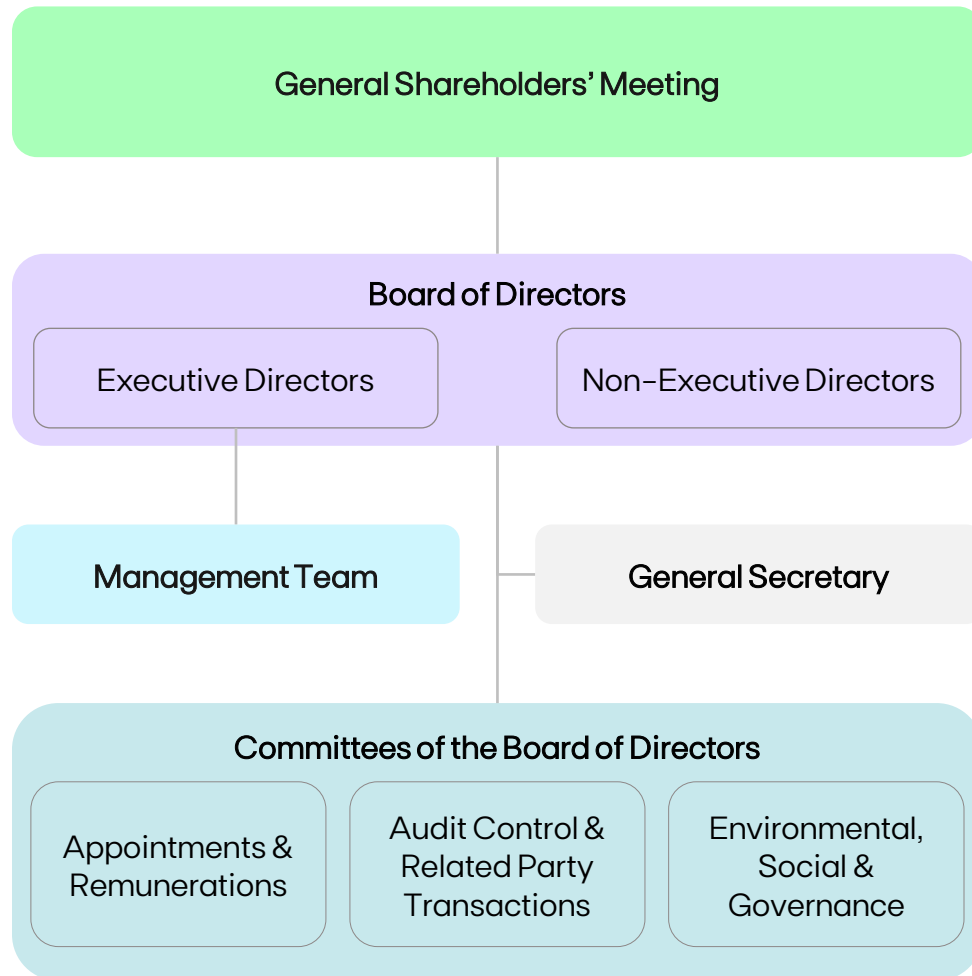 General Shareholders’ Meeting
Board of Directors
Executive Directors
Non-Executive Directors
Management Team
General Secretary
Committees of the Board of Directors
Appointments &
Remunerations
Audit Control &
Related Party
Transactions
Environmental,
Social &
Governance